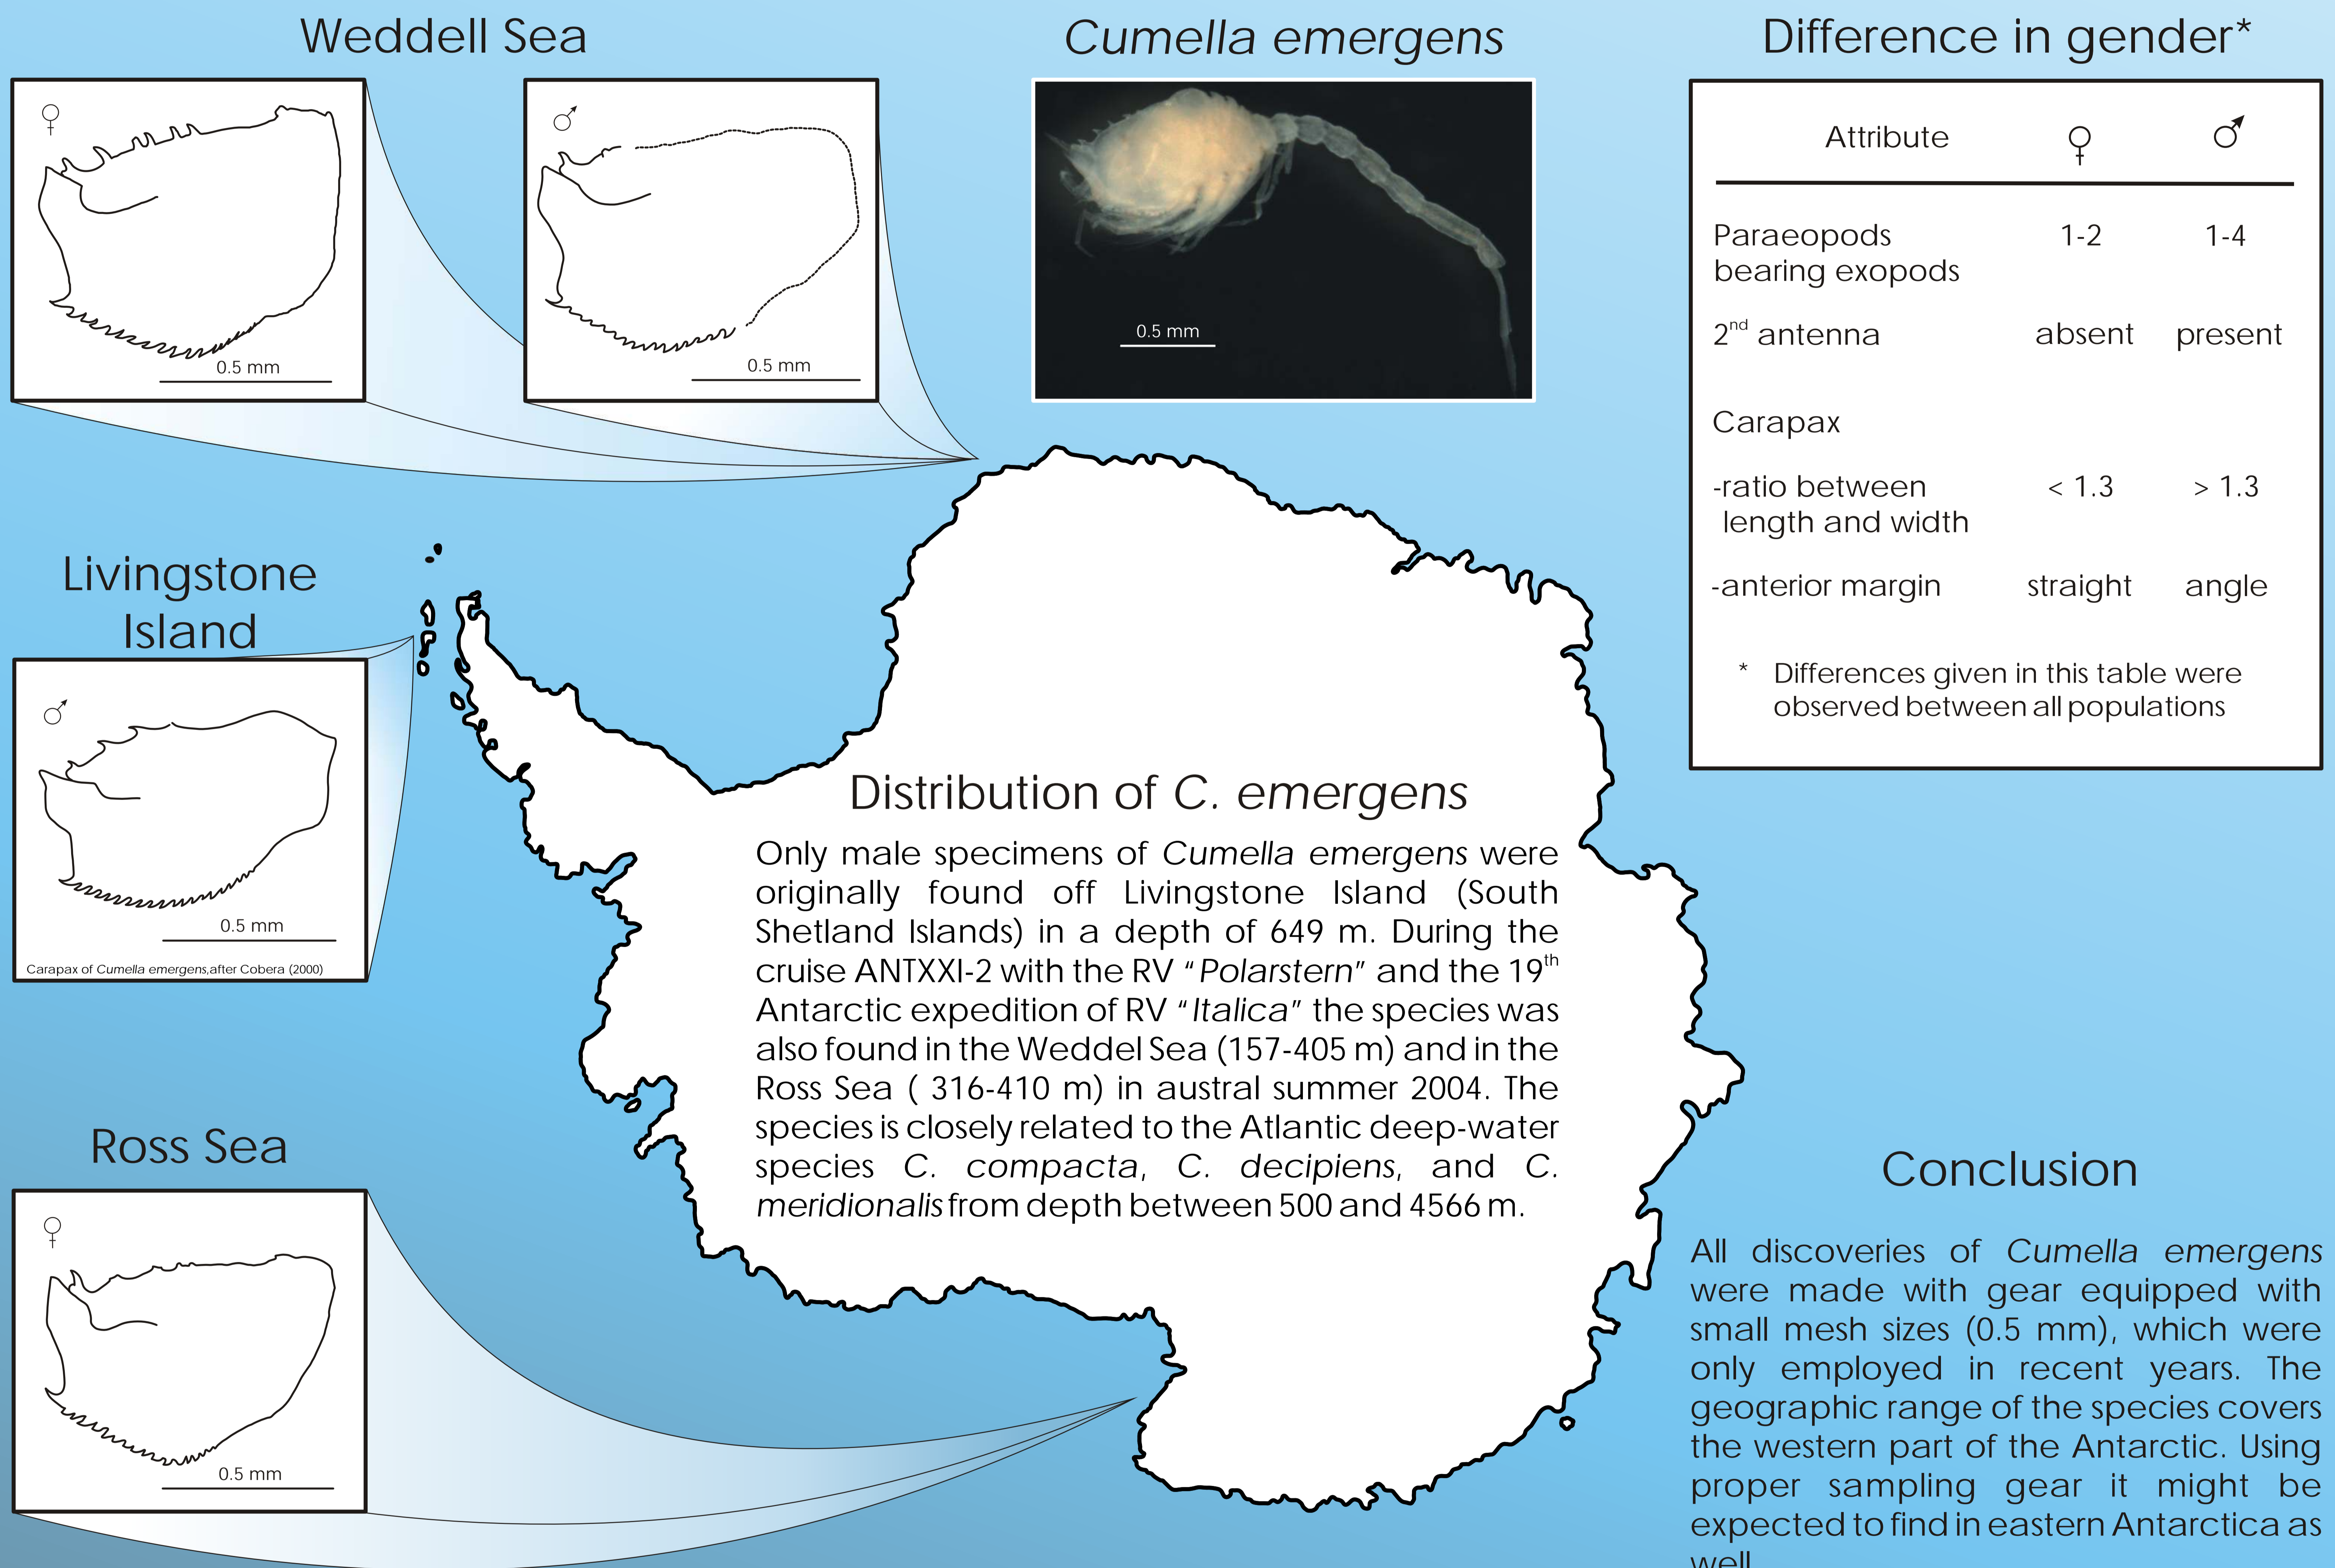 Weddell Sea
♀
0.5 mm
♂
0.5 mm
Cumella emergens
0.5 mm
Difference in gender*
Attribute ♀ ♂
Paraeopods 1-2 1-4
bearing exopods
2nd antenna absent present
Carapax
-ratio between < 1.3 > 1.3
length and width
-anterior margin straight angle
* Differences given in this table were
observed between all populations
Livingstone
Island
♂
0.5 mm
Carapax of Cumella emergens,after Cobera (2000)
Ross Sea
♀
0.5 mm
Distribution of C. emergens
Only male specimens of Cumella emergens were
originally found off Livingstone Island (South
Shetland Islands) in a depth of 649 m. During the
cruise ANTXXI-2 with the RV “Polarstern” and the 19th
Antarctic expedition of RV “Italica” the species was
also found in the Weddel Sea (157-405 m) and in the
Ross Sea ( 316-410 m) in austral summer 2004. The
species is closely related to the Atlantic deep-water
species C. compacta, C. decipiens, and C.
meridionalis from depth between 500 and 4566 m.
Conclusion
All discoveries of Cumella emergens
were made with gear equipped with
small mesh sizes (0.5 mm), which were
only employed in recent years. The
geographic range of the species covers
the western part of the Antarctic. Using
proper sampling gear it might be
expected to find in eastern Antarctica as
well